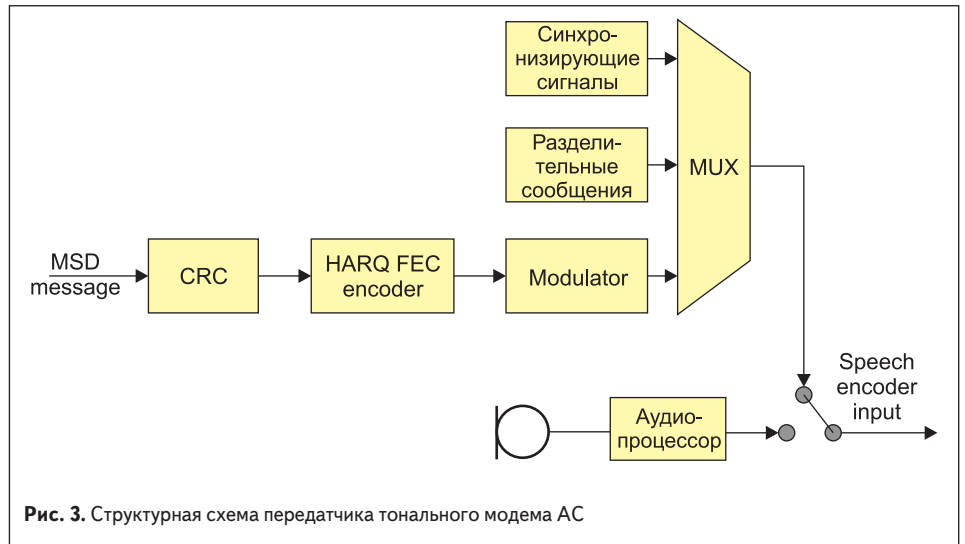 Синхро-
низирующие
сигналы
Раздели-
тельные
сообщения
MUX
MSD
message
CRC
HARQ FEC
encoder
Modulator
Speech
encoder
input
Аудио-
процессор
Рис. 3. Структурная схема передатчика тонального модема АС